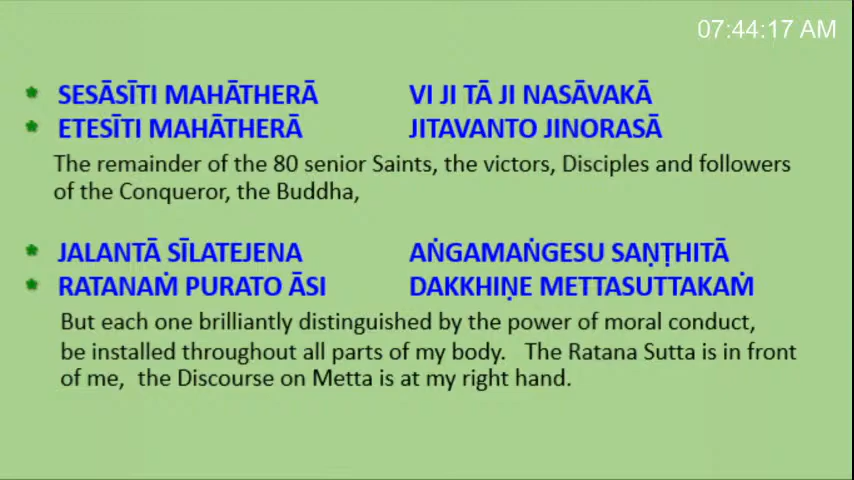 07:44:17 AM
SESĀSĪTI MAHĀTHERĀ VI JI TĀ JI NASĀVAKĀ
ETESĪTI MAHĀTHERĀ JITAVANTO JINORASĀ
The remainder of the 80 senior Saints, the victors, Disciples and followers
of the Conqueror, the Buddha,
JALANTĀ SĪLATEJENA AṄGAMAṄGESU SAṆṬHITĀ
RATANAṀ PURATO ĀSI DAKKHIṆE METTASUTTAKAṀ
But each one brilliantly distinguished by the power of moral conduct,
be installed throughout all parts of my body. The Ratana Sutta is in front
of me, the Discourse on Metta is at my right hand.